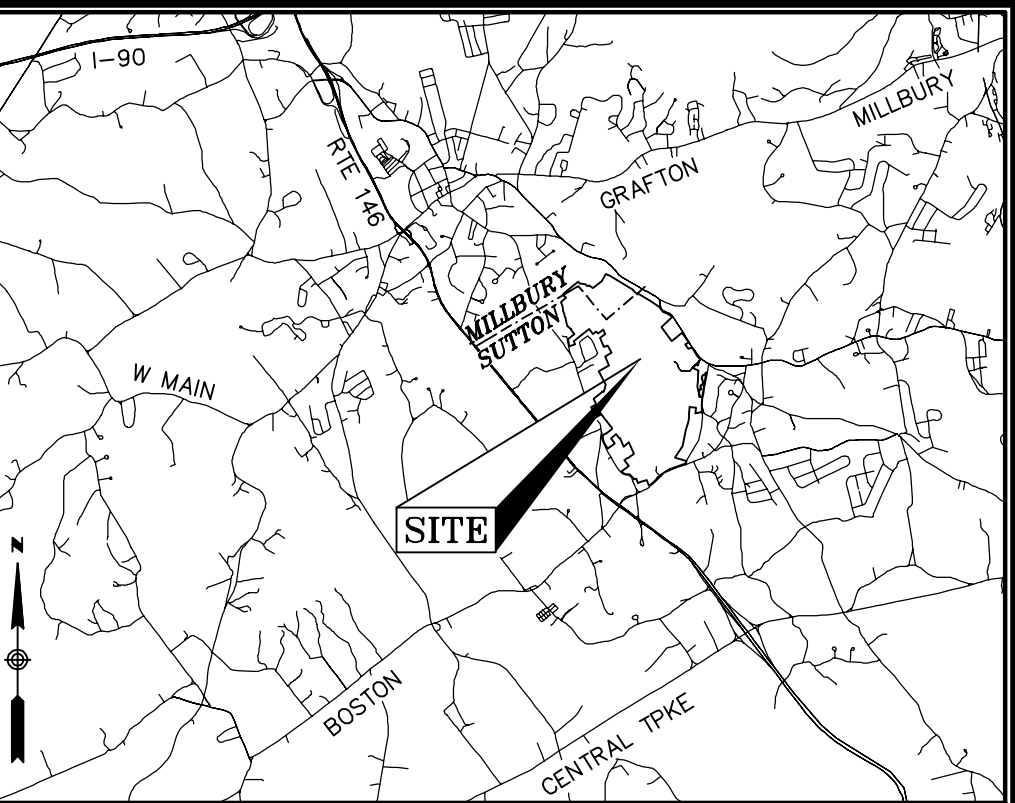 I-90
MILLBURY
RTE 146
GRAFTON
MILLBURY
SUTTON
W MAIN
SITE
N
BOSTON
CENTRAL TPKE